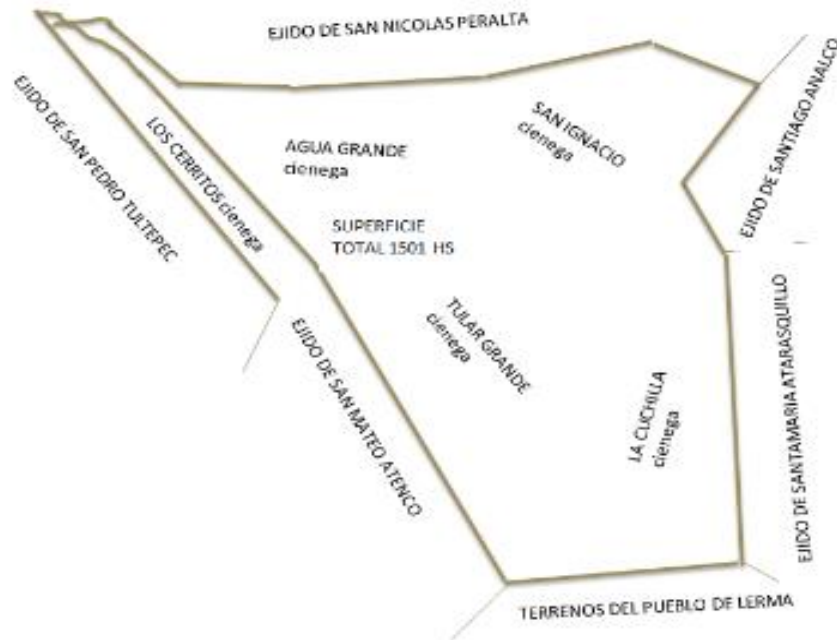 EJIDO DE SAN NICOLAS PERALTA
EJIDO DE SANTIAGO ANALCO
SAN IGNACIO
cienega
AGUA GRANDE
cienega
LOS CERRITOS cienega
EJIDO DE SAN PEDRO TULTEPEC
SUPERFICIE
TOTAL 1501 HS
TULAR GRANDE
cienega
EJIDO DE SANTAMARIA ATARASQUILLO
EJIDO DE SAN MATEO ATENCO
LA CUCHILLA
cienega
TERRENOS DEL PUEBLO DE LERMA